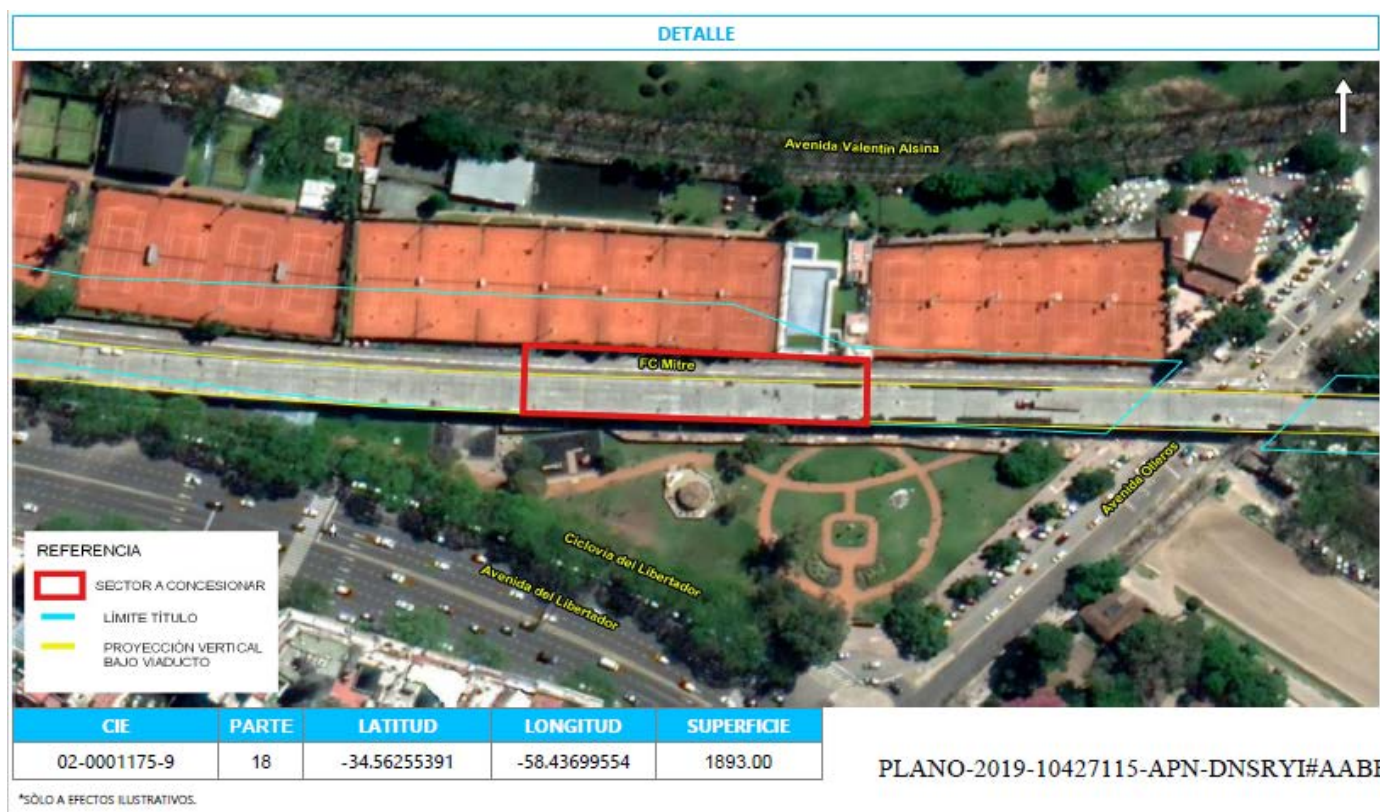 DETALLE
Avenida Valentín Alsina
FC Mitre
Avenida Olleros
Ciclovia del Libertador
Avenida del Libertador
REFERENCIA
SECTOR A CONCESIONAR
LÍMITE TÍTULO
PROYECCIÓN VERTICAL
BAJO VIADUCTO
CIE PARTE LATITUD LONGITUD SUPERFICIE
02-0001175-9 18 -34.56255391 -58.43699554 1893.00
PLANO-2019-10427115-APN-DNSRYI#AABE
*SÒLO A EFECTOS ILUSTRATIVOS.